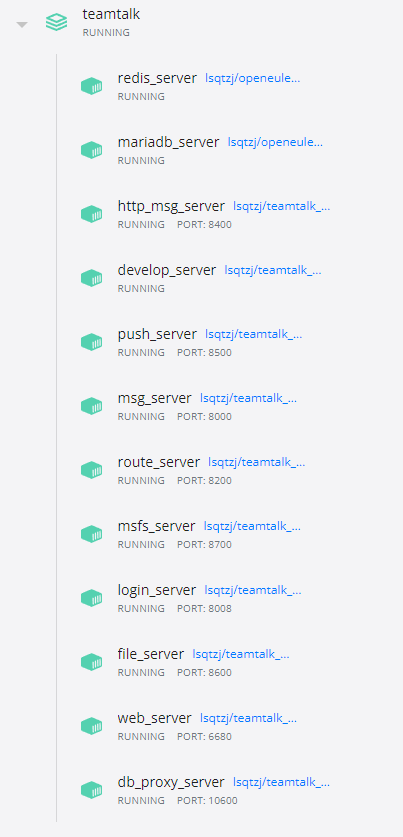 teamtalk
RUNNING
redis_server lsqtzj/openeule...
RUNNING
mariadb_server lsqtzj/openeule...
RUNNING
http_msg_server lsqtzj/teamtalk_...
RUNNING PORT: 8400
develop_server lsqtzj/teamtalk_...
RUNNING
push_server lsqtzj/teamtalk_...
RUNNING PORT: 8500
msg_server lsqtzj/teamtalk_...
RUNNING PORT: 8000
route_server lsqtzj/teamtalk_...
RUNNING PORT: 8200
msfs_server lsqtzj/teamtalk_...
RUNNING PORT: 8700
login_server lsqtzj/teamtalk_...
RUNNING PORT: 8008
file_server lsqtzj/teamtalk_...
RUNNING PORT: 8600
web_server lsqtzj/teamtalk_...
RUNNING PORT: 6680
db_proxy_server lsqtzj/teamtalk_...
RUNNING PORT: 10600